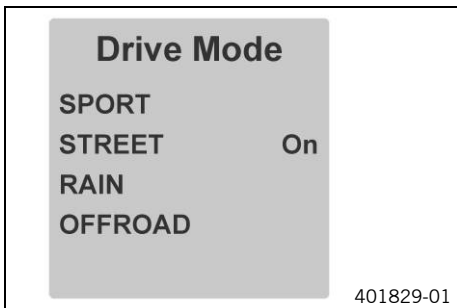 Drive Mode
SPORT
STREET On
RAIN
OFFROAD
401829-01